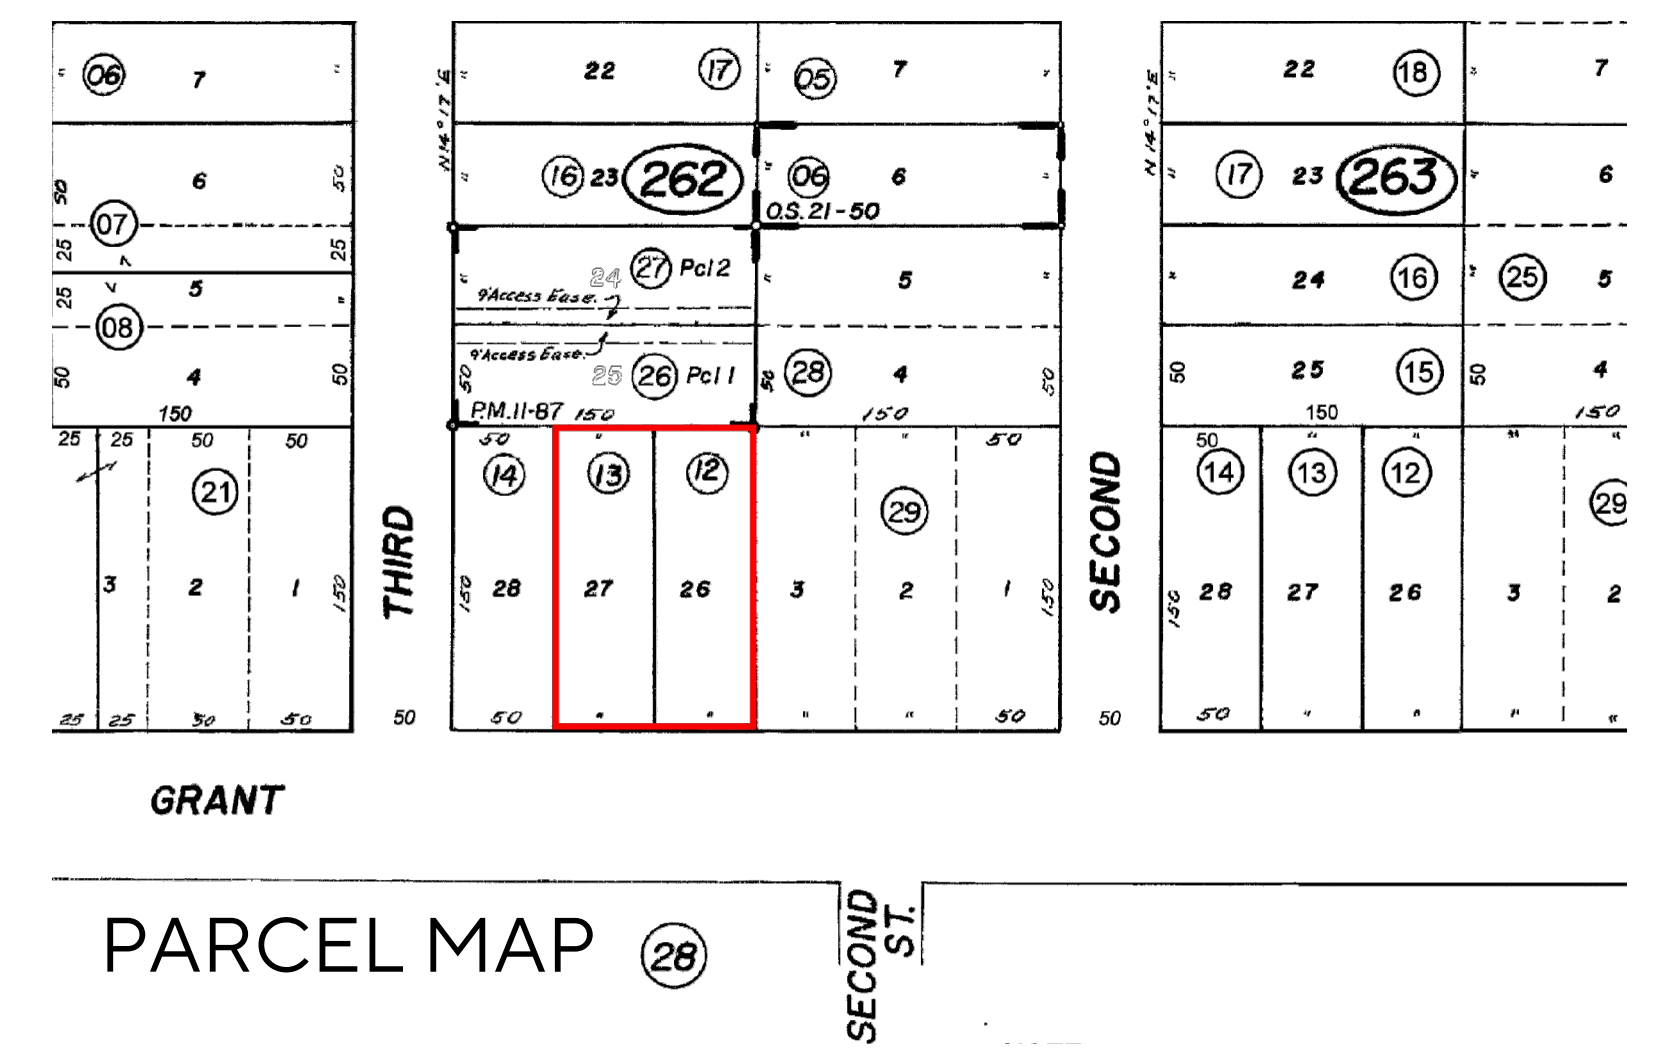 06 7
22 17
05 7
22 18
7
N 14° 17' E
N 14° 17' E
50 6 50
16 23 262
06 6
O.S. 21-50
17 23 263
6
07
25 25
24 27 Pcl 2
9' Access Ease.
5
24 16
25 5
25 5 "
08
50 4 50
150
9' Access Ease.
25 26 Pcl 1
50
P.M. 11-87 150
50 28 4 50
150
50 25 15
150
50 4
150
25 25 50 50
50 " " " 50
50 " " " "
21
14 13 12
29
14 13 12
29
THIRD
SECOND
3 2 1 150
150 28 27 26
3 2 1 150
150 28 27 26
3 2
25 25 50 50
50
50 " " " " 50
50
50 " " " "
GRANT
PARCEL MAP 28
SECOND
ST.